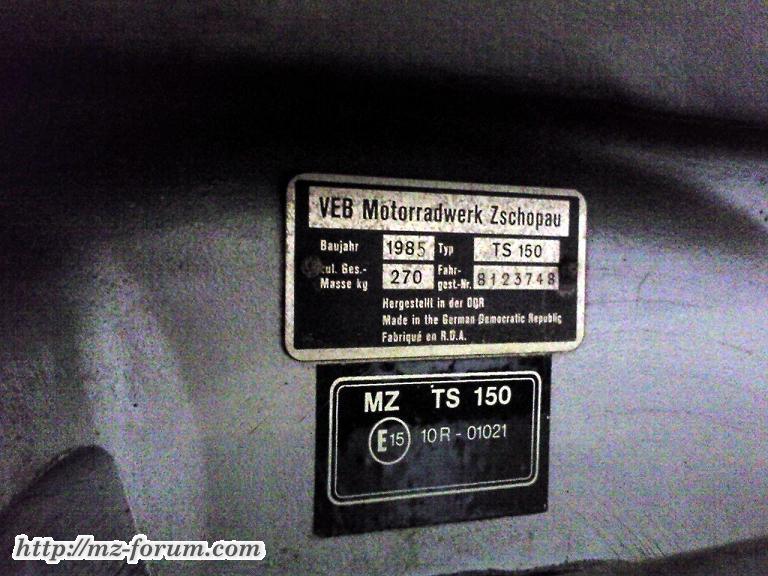 VEB Motorradwerk Zschopau
Baujahr 1985 Typ TS 150
zul. Ges.- Masse kg 270 Fahr- gest.-Nr. 8123748
Hergestellt in der DDR
Made in the German Democratic Republic
Fabriqué en R.D.A.
MZ TS 150
E15 10R-01021
http://mz-forum.com